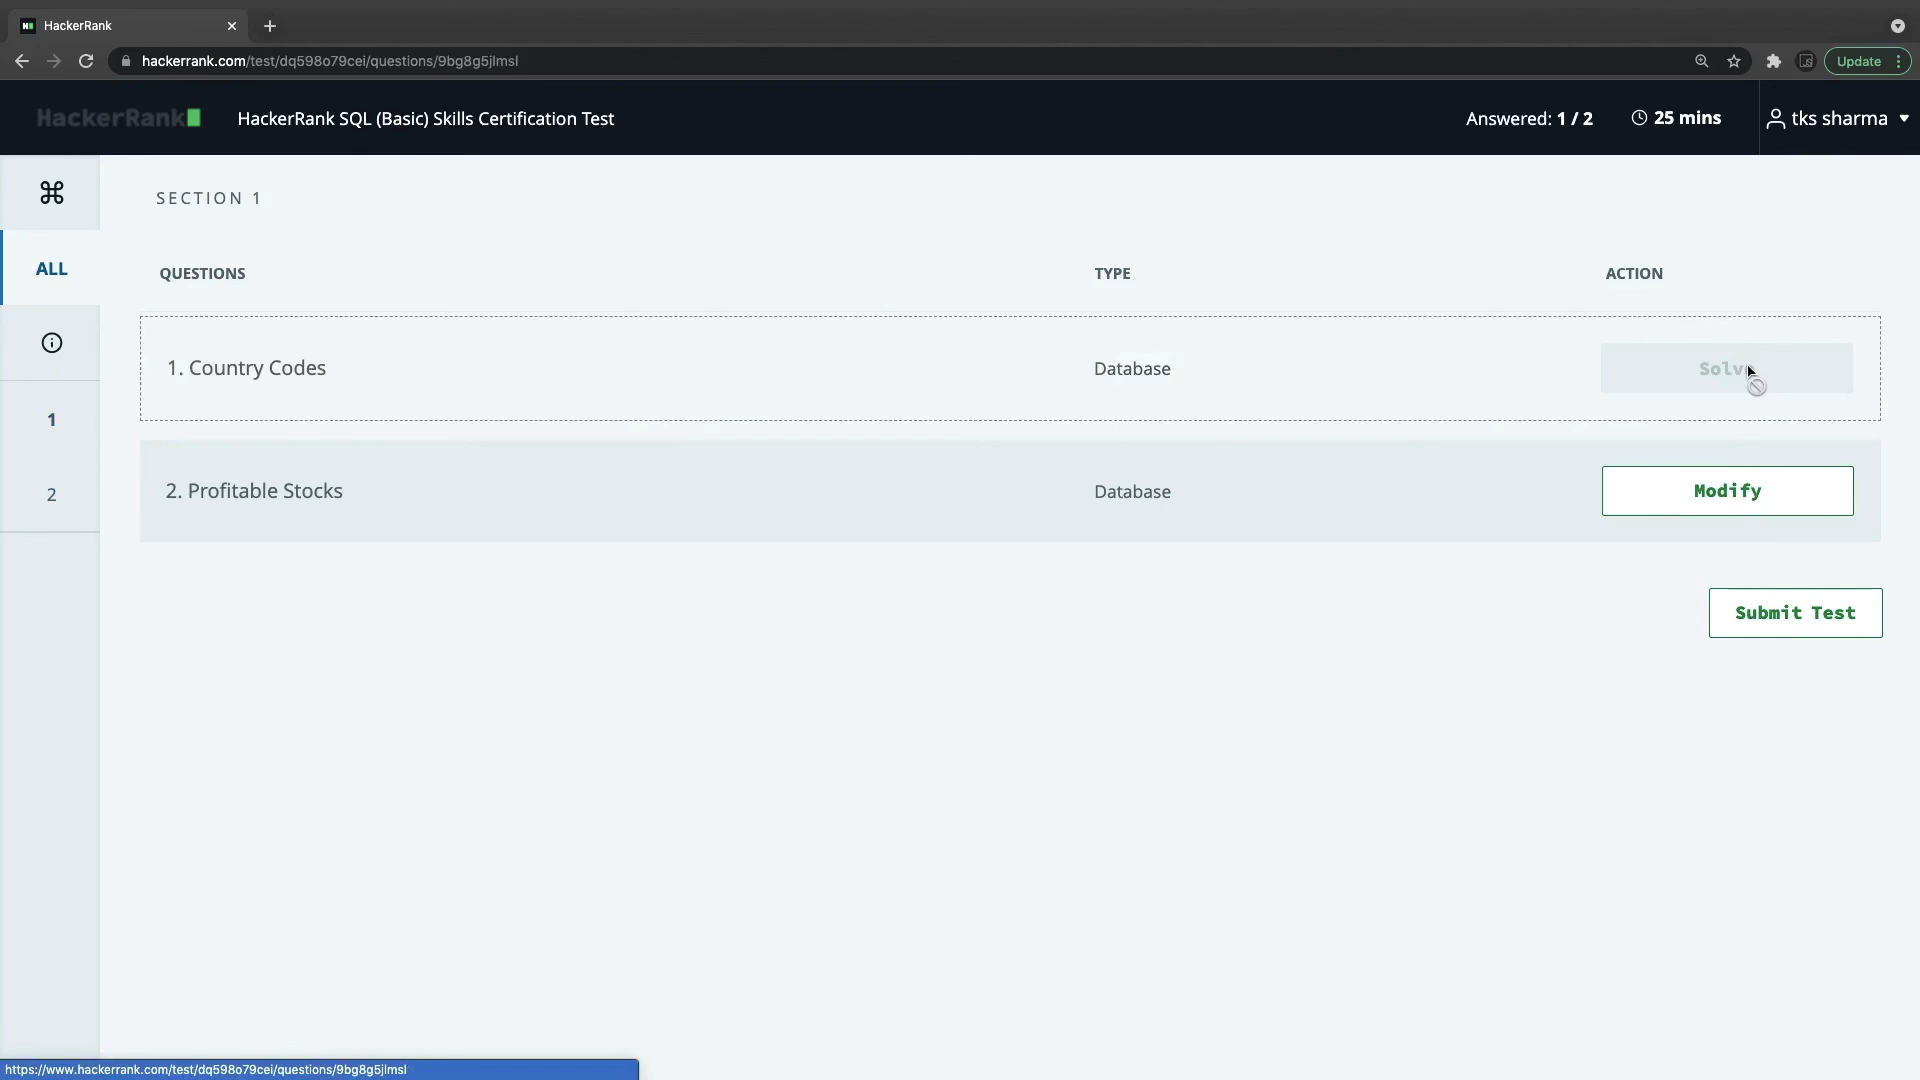 HackerRank
hackerrank.com/test/dq598o79cei/questions/9bg8g5jlmsl
Update
HackerRank
HackerRank SQL (Basic) Skills Certification Test
Answered: 1 / 2
25 mins
tks sharma
ALL
1
2
SECTION 1
QUESTIONS
TYPE
ACTION
1. Country Codes
Database
Solve
2. Profitable Stocks
Database
Modify
Submit Test
https://www.hackerrank.com/test/dq598o79cei/questions/9bg8g5jlmsl